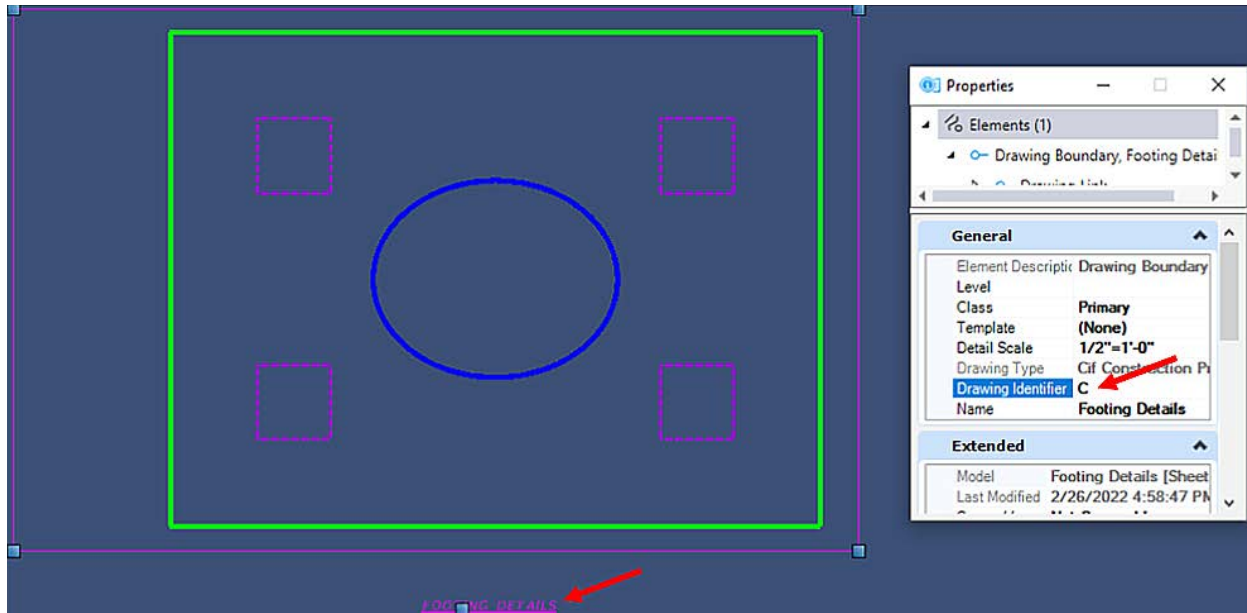 Properties
Elements (1)
Drawing Boundary, Footing Detai
Drawing Link
General
Element Descriptic Drawing Boundary
Level
Class Primary
Template (None)
Detail Scale 1/2"=1'-0"
Drawing Type Cif Construction Pr
Drawing Identifier C
Name Footing Details
Extended
Model Footing Details [Sheet
Last Modified 2/26/2022 4:58:47 PM
FOOTING DETAILS